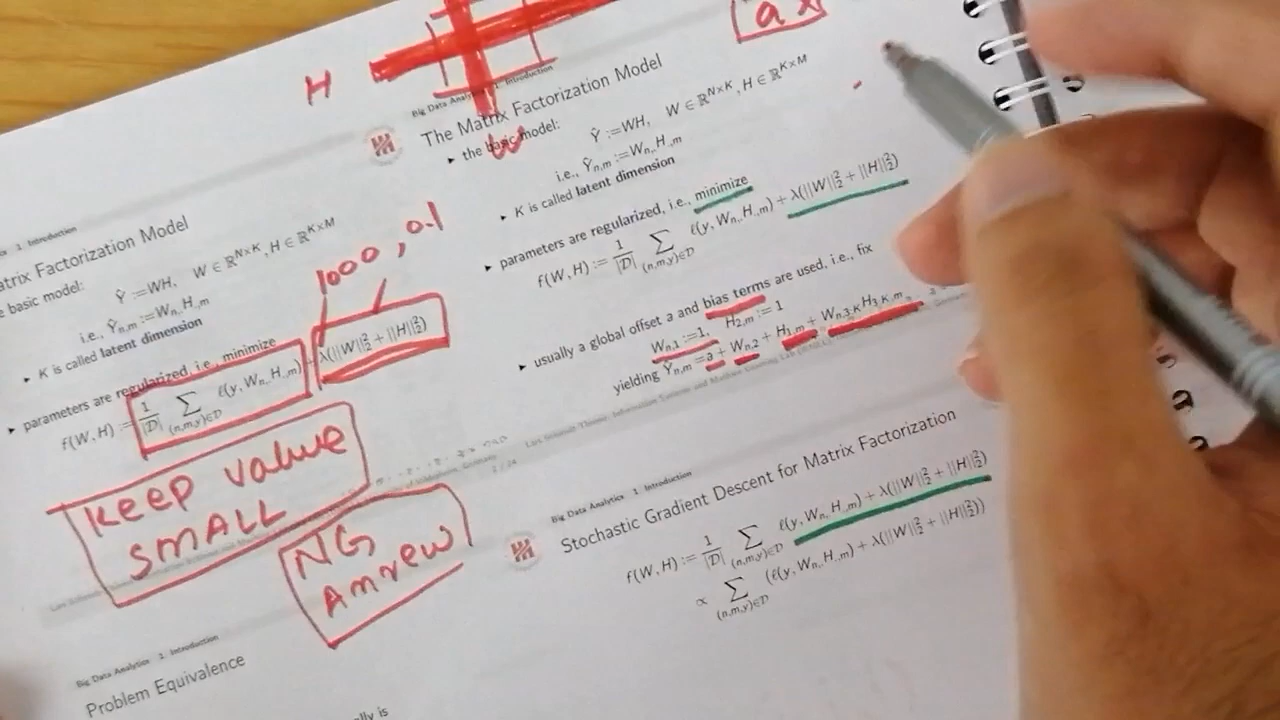 H
W
a x
Big Data Analytics 1. Introduction
The Matrix Factorization Model
▸ the basic model:
Ŷ := WH, W ∈ ℝ^{N×K}, H ∈ ℝ^{K×M}
i.e., Ŷ_{n,m} := W_{n,.}H_{.,m}
▸ K is called latent dimension
▸ parameters are regularized, i.e., minimize
f(W, H) := 1/|D| ∑_{(n,m,y)∈D} ℓ(y, W_{n,.}H_{.,m}) + λ(||W||²₂ + ||H||²₂)
▸ usually a global offset a and bias terms are used, i.e., fix
W_{n,1} := 1, H_{2,m} := 1
yielding Ŷ_{n,m} = a + W_{n,2} + H_{1,m} + W_{n,3:K}H_{3:K,m}
Introduction
Matrix Factorization Model
basic model:
Ŷ := WH, W ∈ ℝ^{N×K}, H ∈ ℝ^{K×M}
i.e., Ŷ_{n,m} := W_{n,.}H_{.,m}
▸ K is called latent dimension
▸ parameters are regularized, i.e., minimize
f(W, H) := 1/|D| ∑_{(n,m,y)∈D} ℓ(y, W_{n,.}H_{.,m}) + λ(||W||²₂ + ||H||²₂)
1000, 0.1
Keep value
SMALL
NG
Amrew
Big Data Analytics 1. Introduction
Stochastic Gradient Descent for Matrix Factorization
f(W, H) := 1/|D| ∑_{(n,m,y)∈D} ℓ(y, W_{n,.}H_{.,m}) + λ(||W||²₂ + ||H||²₂)
∝ ∑_{(n,m,y)∈D} (ℓ(y, W_{n,.}H_{.,m}) + λ(||W||²₂ + ||H||²₂))
Big Data Analytics 1. Introduction
Problem Equivalence
is